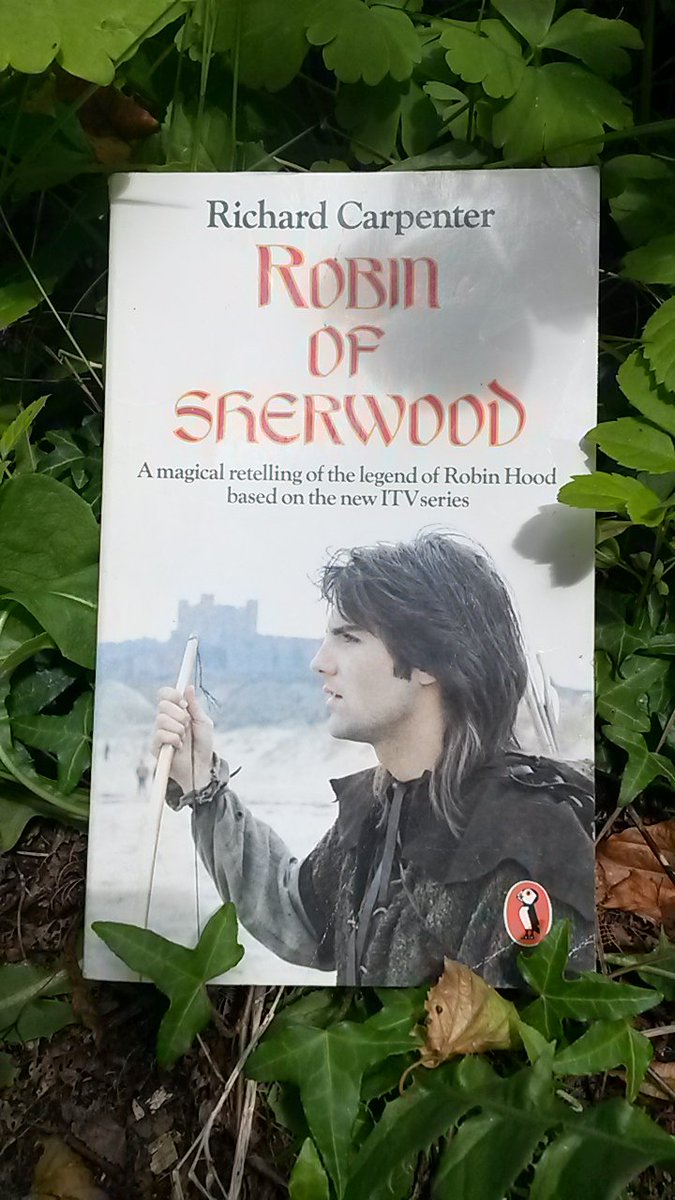 Richard Carpenter
ROBIN
OF
SHERWOOD
A magical retelling of the legend of Robin Hood
based on the new ITV series